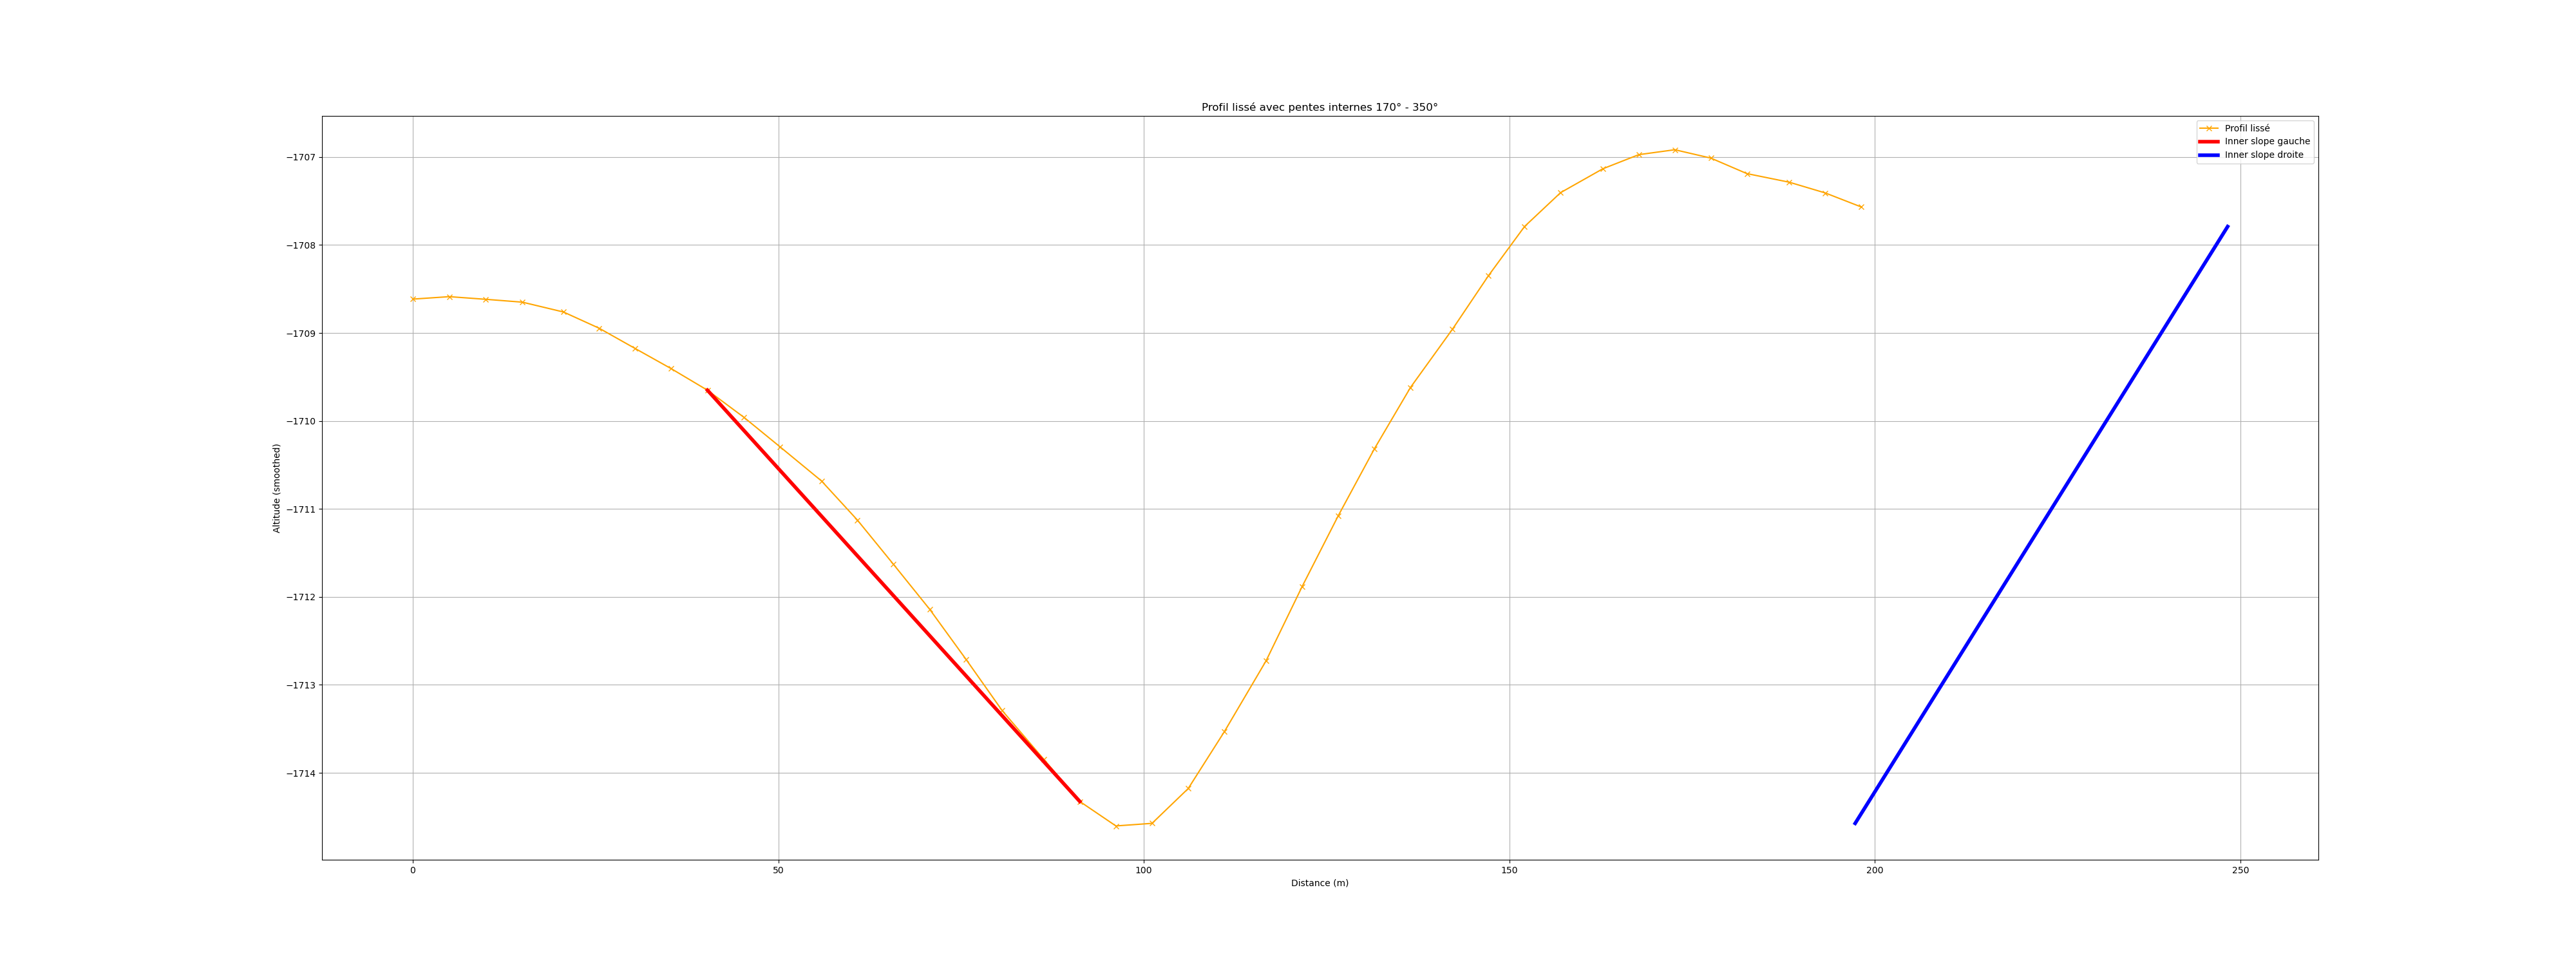 Profil lissé avec pentes internes 170° - 350°
Profil lissé
Inner slope gauche
Inner slope droite
−1707
−1708
−1709
−1710
−1711
−1712
−1713
−1714
Altitude (smoothed)
0
50
100
150
200
250
Distance (m)